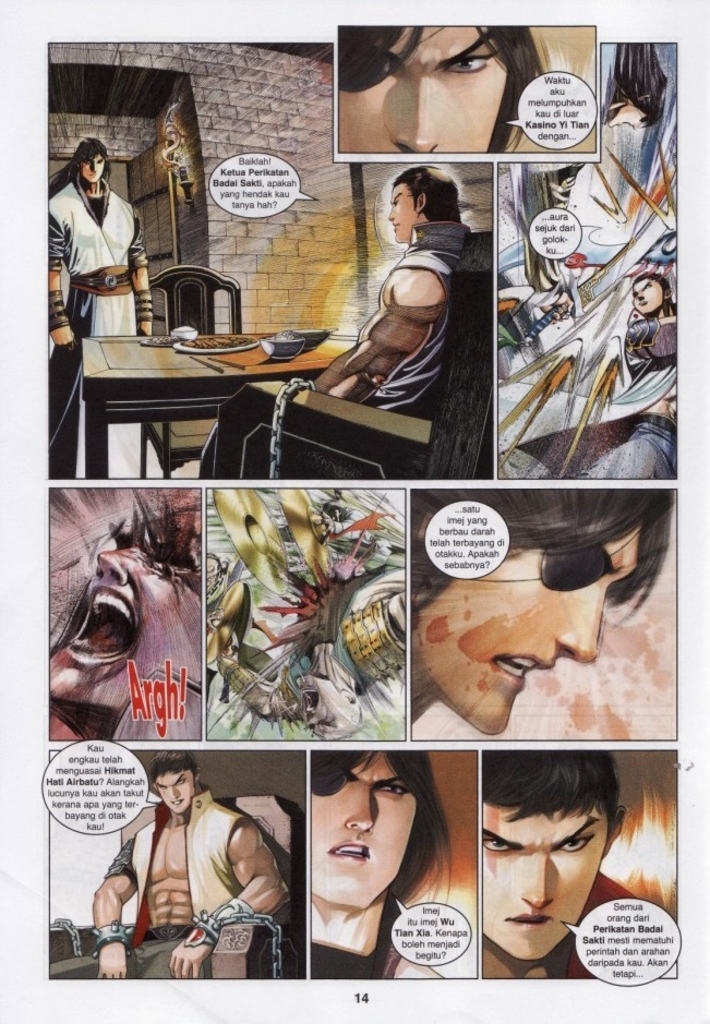 Baiklah!
Ketua Perikatan
Badai Sakti, apakah
yang hendak kau
tanya hah?
Waktu
aku
melumpuhkan
kau di luar
Kasino Yi Tian
dengan...
...aura
sejuk dari
golok-
ku...
Argh!
...satu
imej yang
berbau darah
telah terbayang di
otakku. Apakah
sebabnya?
Kau
engkau telah
menguasai Hikmat
Hati Airbatu? Alangkah
lucunya kau akan takut
kerana apa yang ter-
bayang di otak
kau!
Imej
itu imej Wu
Tian Xia. Kenapa
boleh menjadi
begitu?
Semua
orang dari
Perikatan Badai
Sakti mesti mematuhi
perintah dan arahan
daripada kau. Akan
tetapi...
14